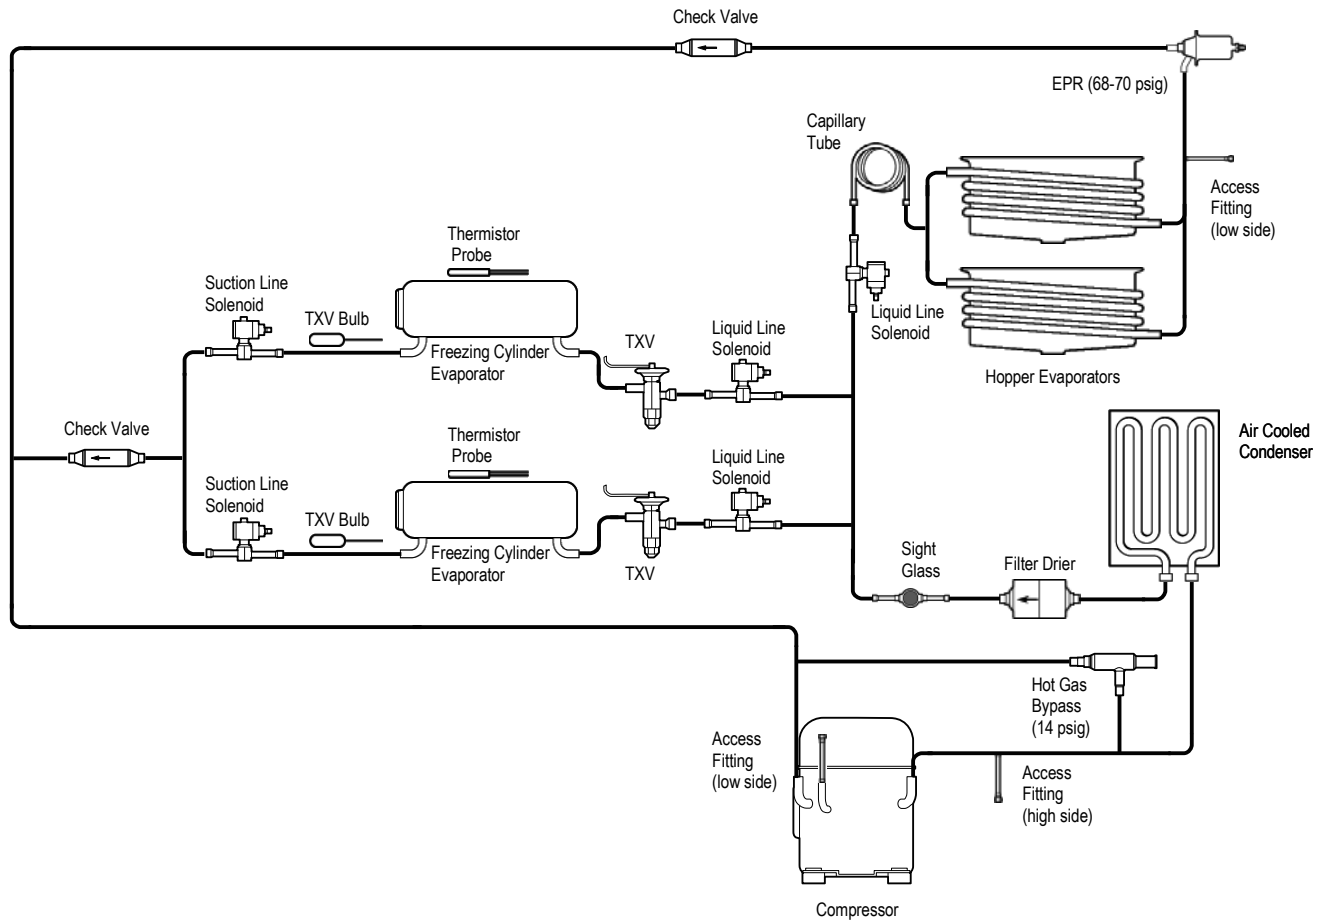 Check Valve
EPR (68-70 psig)
Capillary
Tube
Access
Fitting
(low side)
Thermistor
Probe
Suction Line
Solenoid
TXV Bulb
Freezing Cylinder
Evaporator
TXV
Liquid Line
Solenoid
Liquid Line
Solenoid
Hopper Evaporators
Check Valve
Thermistor
Probe
Suction Line
Solenoid
TXV Bulb
Freezing Cylinder
Evaporator
TXV
Liquid Line
Solenoid
Air Cooled
Condenser
Sight
Glass
Filter Drier
Hot Gas
Bypass
(14 psig)
Access
Fitting
(low side)
Access
Fitting
(high side)
Compressor